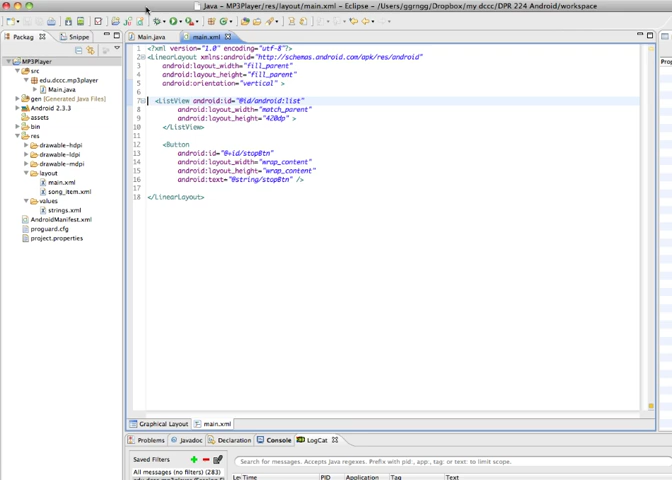 Java – MP3Player/res/layout/main.xml – Eclipse – /Users/ggrngg/Dropbox/my dccc/DPR 224 Android/workspace
Packag
Snippe
MP3Player
src
edu.dccc.mp3player
Main.java
gen [Generated Java Files]
Android 2.3.3
assets
bin
res
drawable-hdpi
drawable-ldpi
drawable-mdpi
layout
main.xml
song_item.xml
values
strings.xml
AndroidManifest.xml
proguard.cfg
project.properties
Main.java
main.xml
1 <?xml version="1.0" encoding="utf-8"?>
2 <LinearLayout xmlns:android="http://schemas.android.com/apk/res/android"
3 android:layout_width="fill_parent"
4 android:layout_height="fill_parent"
5 android:orientation="vertical" >
6
7 <ListView android:id="@id/android:list"
8 android:layout_width="match_parent"
9 android:layout_height="420dp" >
10 </ListView>
11
12 <Button
13 android:id="@+id/stopBtn"
14 android:layout_width="wrap_content"
15 android:layout_height="wrap_content"
16 android:text="@string/stopBtn" />
17
18 </LinearLayout>
Graphical Layout
main.xml
Problems
Javadoc
Declaration
Console
LogCat
Saved Filters
Search for messages. Accepts Java regexes. Prefix with pid:, app:, tag: or text: to limit scope.
All messages (no filters) (283)
Time
PID
Application
Tag
Text